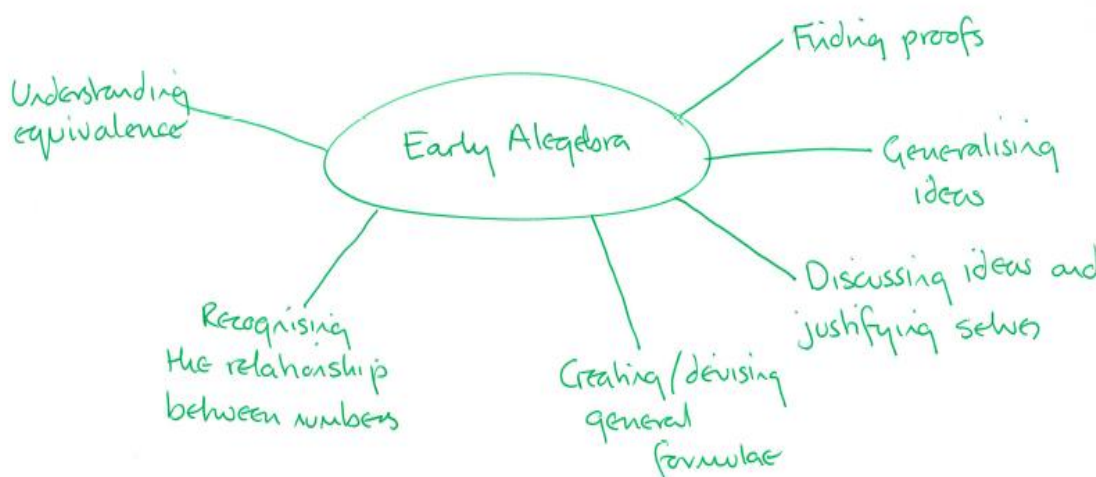 Early Alegebra
Finding proofs
Generalising
ideas
Discussing ideas and
justifying selves
Creating/devising
general
formulae
Recognising
the relationship
between numbers
Understanding
equivalence